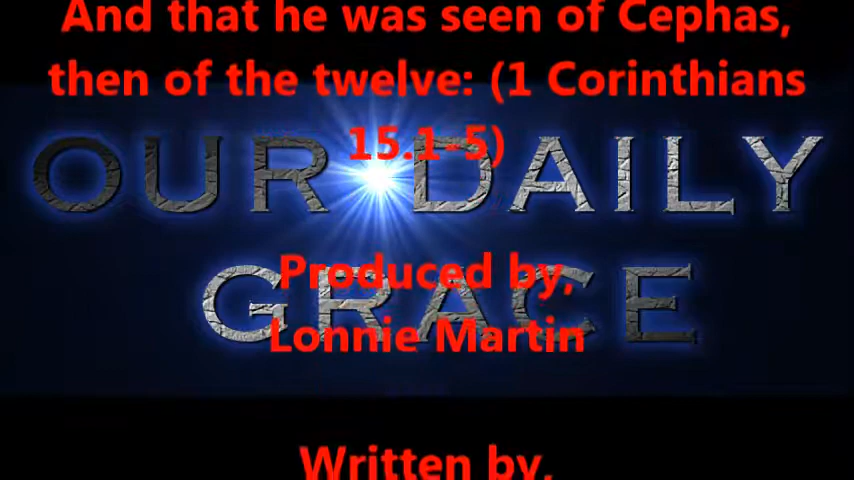 And that he was seen of Cephas,
then of the twelve: (1 Corinthians
15.1-5)
OUR DAILY
Produced by,
GRACE
Lonnie Martin
Written by,